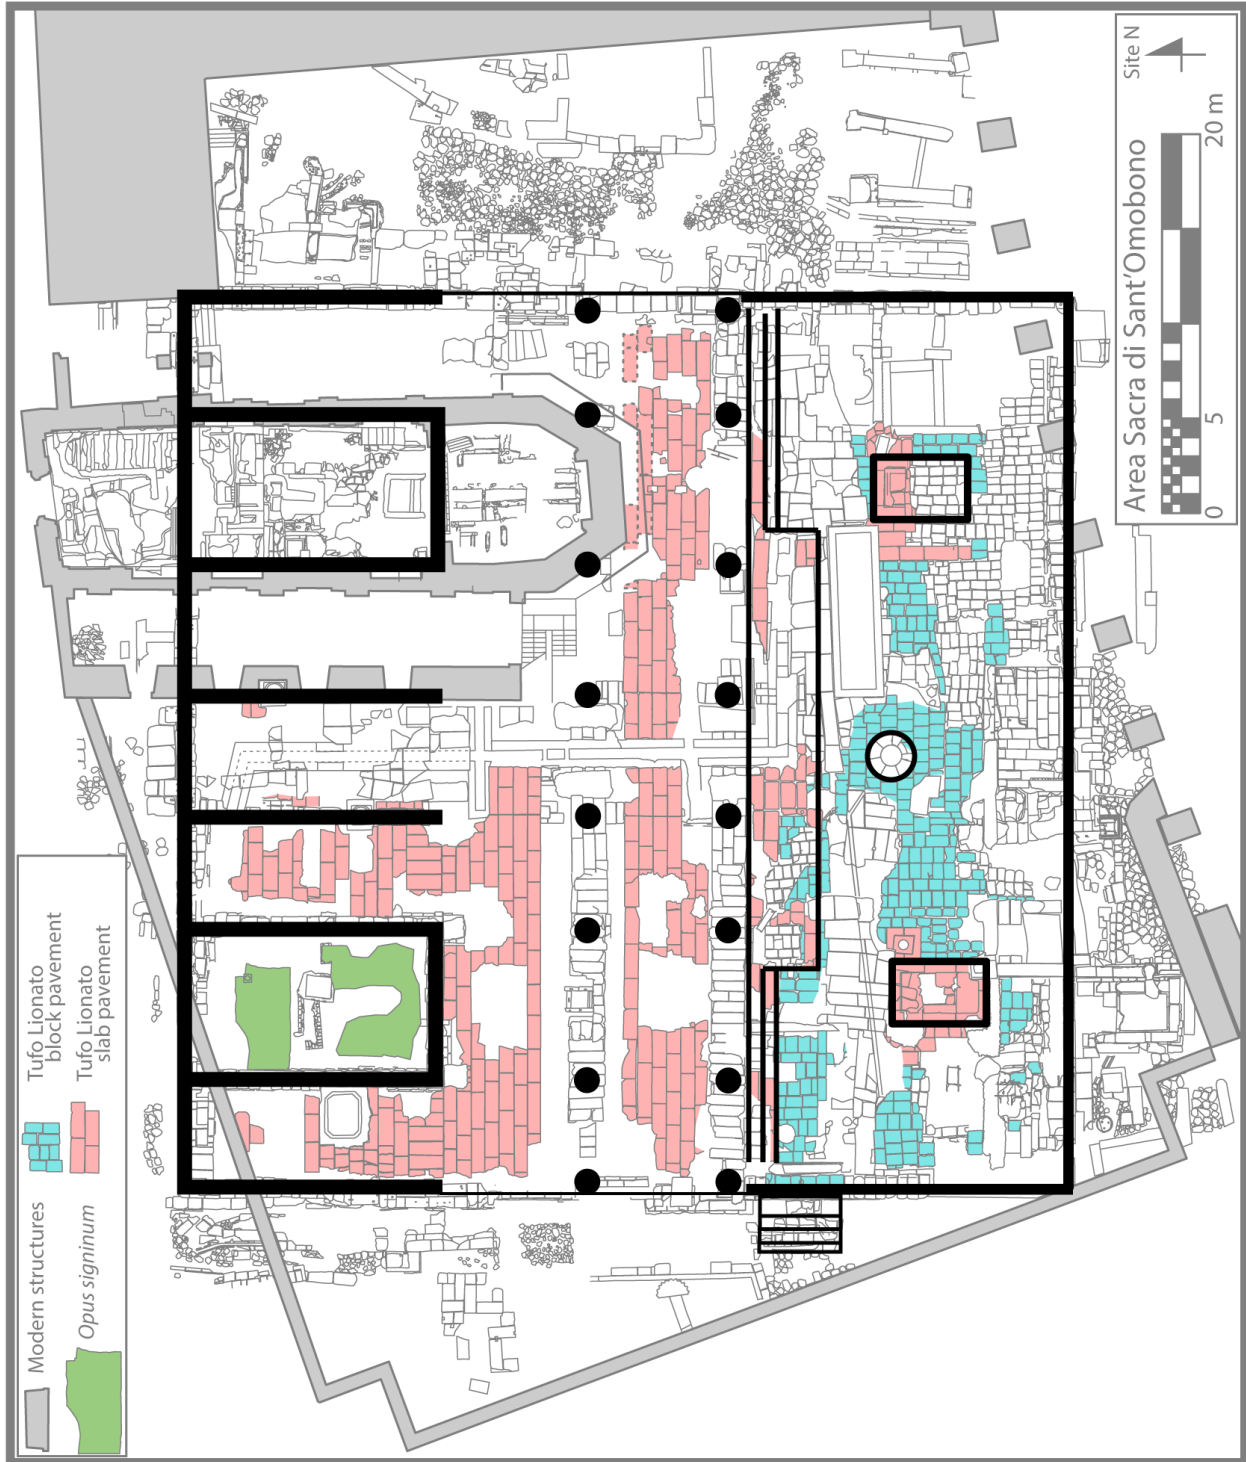 Modern structures
Opus signinum
Tufo Lionato
block pavement
Tufo Lionato
slab pavement
Area Sacra di Sant'Omobono
Site N
0
5
20 m